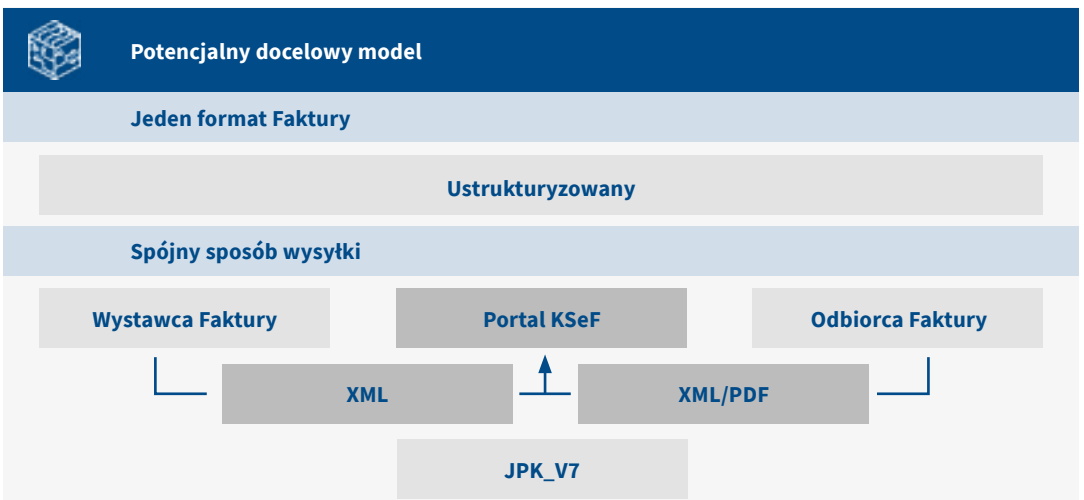 Potencjalny docelowy model
Jeden format Faktury
Ustrukturyzowany
Spójny sposób wysyłki
Wystawca Faktury
Portal KSeF
Odbiorca Faktury
XML
XML/PDF
JPK_V7